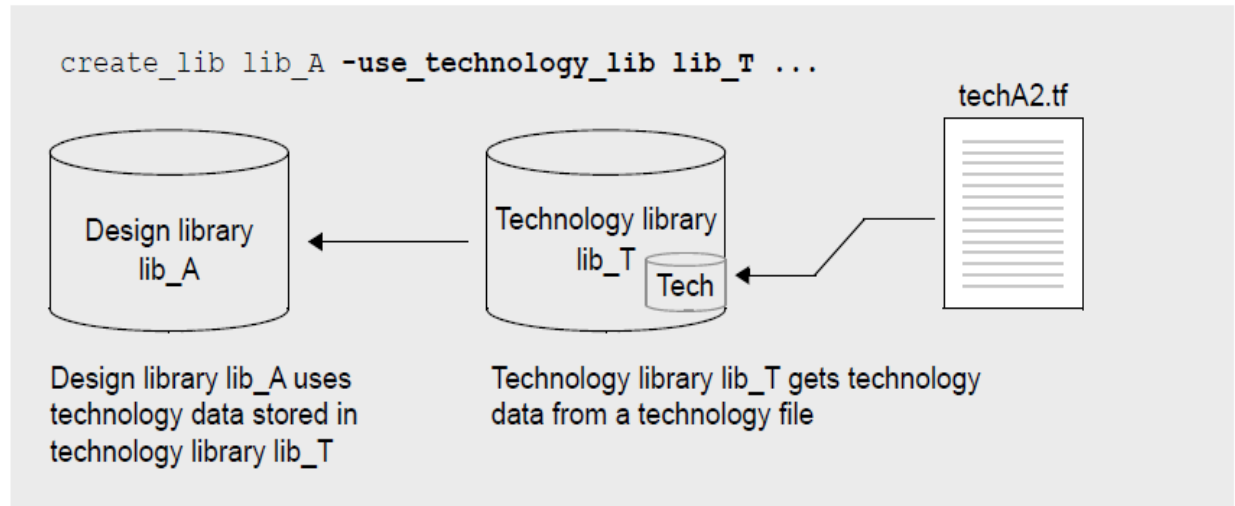 create_lib lib_A -use_technology_lib lib_T ...
techA2.tf
Design library
lib_A
Technology library
lib_T
Tech
Design library lib_A uses
technology data stored in
technology library lib_T
Technology library lib_T gets technology
data from a technology file